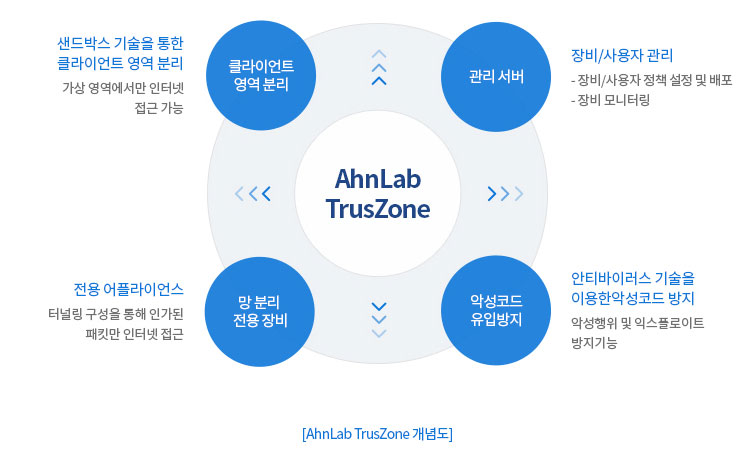 샌드박스 기술을 통한
클라이언트 영역 분리
가상 영역에서만 인터넷
접근 가능
클라이언트
영역 분리
관리 서버
장비/사용자 관리
- 장비/사용자 정책 설정 및 배포
- 장비 모니터링
AhnLab
TrusZone
전용 어플라이언스
터널링 구성을 통해 인가된
패킷만 인터넷 접근
망 분리
전용 장비
악성코드
유입방지
안티바이러스 기술을
이용한악성코드 방지
악성행위 및 익스플로이트
방지기능
[AhnLab TrusZone 개념도]